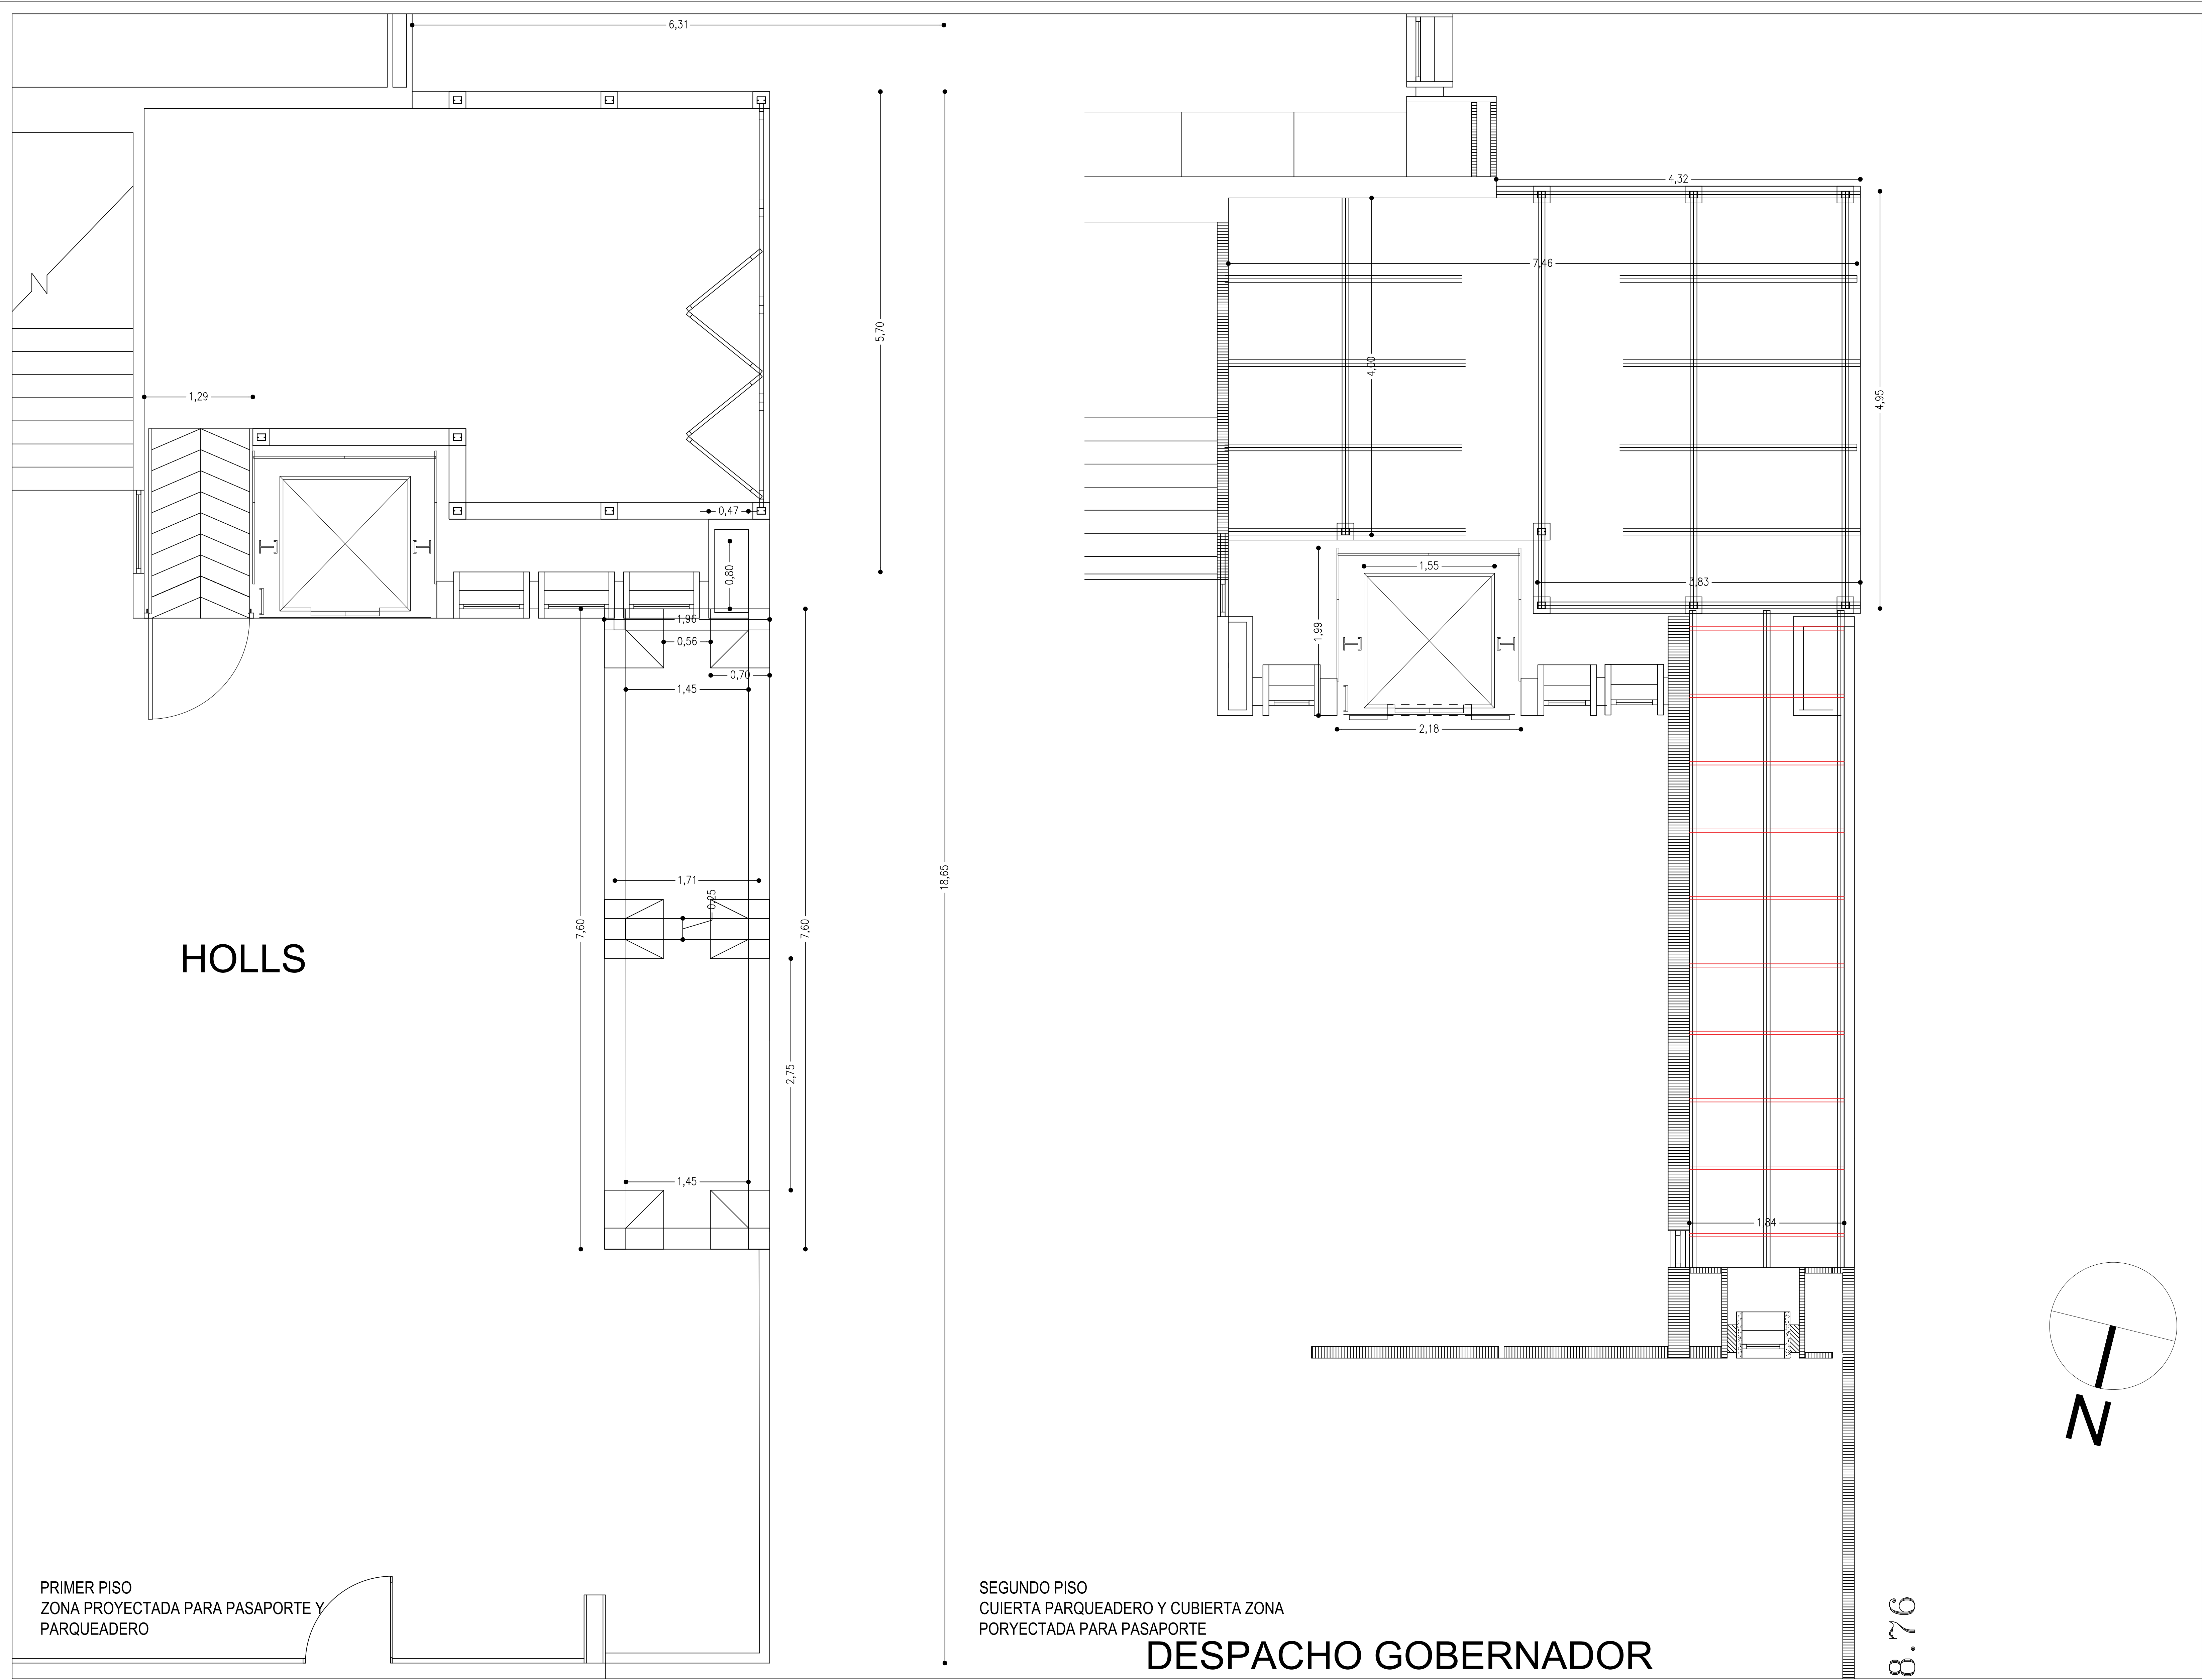 6,31
5,70
1,29
0,47
0,80
1,96
0,56
0,70
1,45
1,71
0,25
7,60
7,60
18,65
2,75
1,45
HOLLS
PRIMER PISO
ZONA PROYECTADA PARA PASAPORTE Y
PARQUEADERO
4,32
7,46
4,00
4,95
1,55
3,83
1,99
2,18
1,84
N
SEGUNDO PISO
CUIERTA PARQUEADERO Y CUBIERTA ZONA
PORYECTADA PARA PASAPORTE
DESPACHO GOBERNADOR
8.76